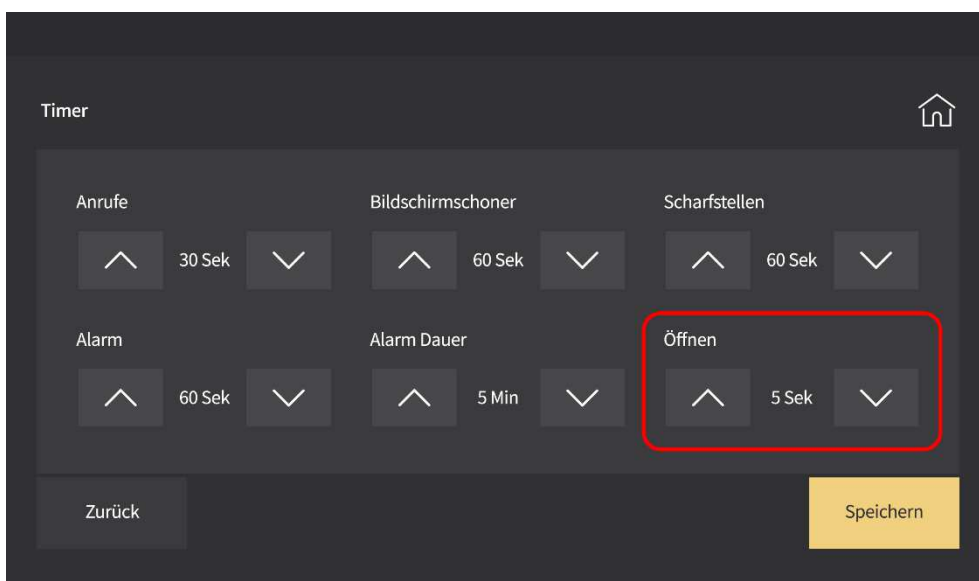 Timer
Anrufe Bildschirmschoner Scharfstellen
30 Sek 60 Sek 60 Sek
Alarm Alarm Dauer Öffnen
60 Sek 5 Min 5 Sek
Zurück Speichern